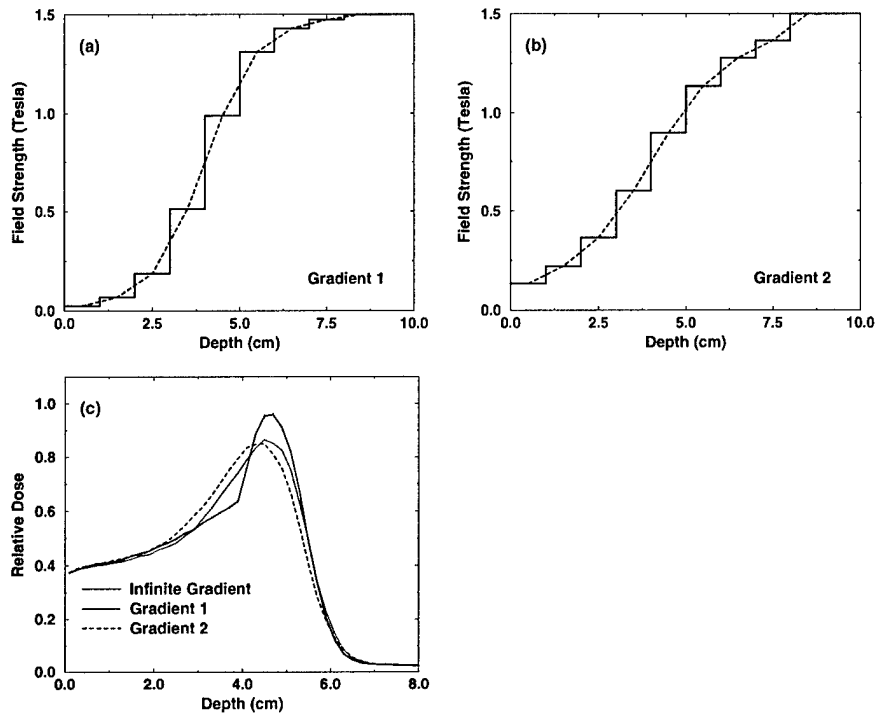 (a)
Field Strength (Tesla)
1.5
1.0
0.5
0.0
Gradient 1
0.0 2.5 5.0 7.5 10.0
Depth (cm)
(b)
Field Strength (Tesla)
1.5
1.0
0.5
0.0
Gradient 2
0.0 2.5 5.0 7.5 10.0
Depth (cm)
(c)
Relative Dose
1.0
0.8
0.6
0.4
0.2
0.0
Infinite Gradient
Gradient 1
Gradient 2
0.0 2.0 4.0 6.0 8.0
Depth (cm)